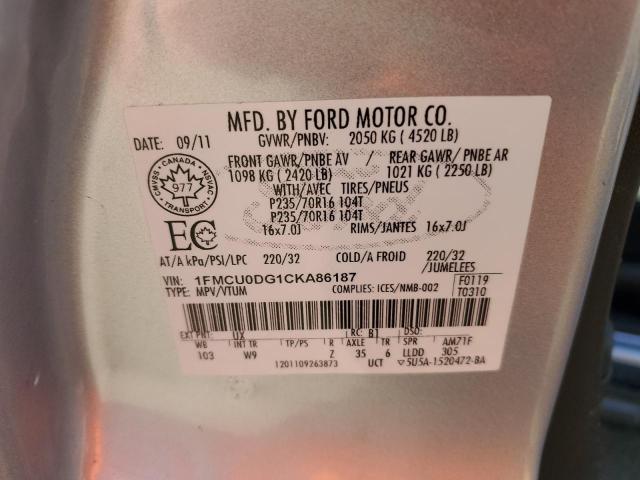 MFD. BY FORD MOTOR CO.
DATE: 09/11 GVWR/PNBV: 2050 KG ( 4520 LB)
FRONT GAWR/PNBE AV / REAR GAWR/ PNBE AR
1098 KG ( 2420 LB) 1021 KG ( 2250 LB)
WITH/AVEC TIRES/PNEUS
P235/70R16 104T
P235/70R16 104T
16x7.0J RIMS/JANTES 16x7.0J
CMVSS · CANADA · NSVAC
977
TRANSPORT
EC
AT/A kPa/PSI/LPC 220/32 COLD/A FROID 220/32
/JUMELEES
VIN: 1FMCU0DG1CKA86187
TYPE: MPV/VTUM COMPLIES: ICES/NMB-002
F0119
T0310
EXT PNT: UX RC: B1 DSO:
WB INT TR TP/PS R AXLE TR SPR AM71F
103 W9 Z 35 6 LLDD 305
1201109263873 UCT ▽5U5A-1520472-BA